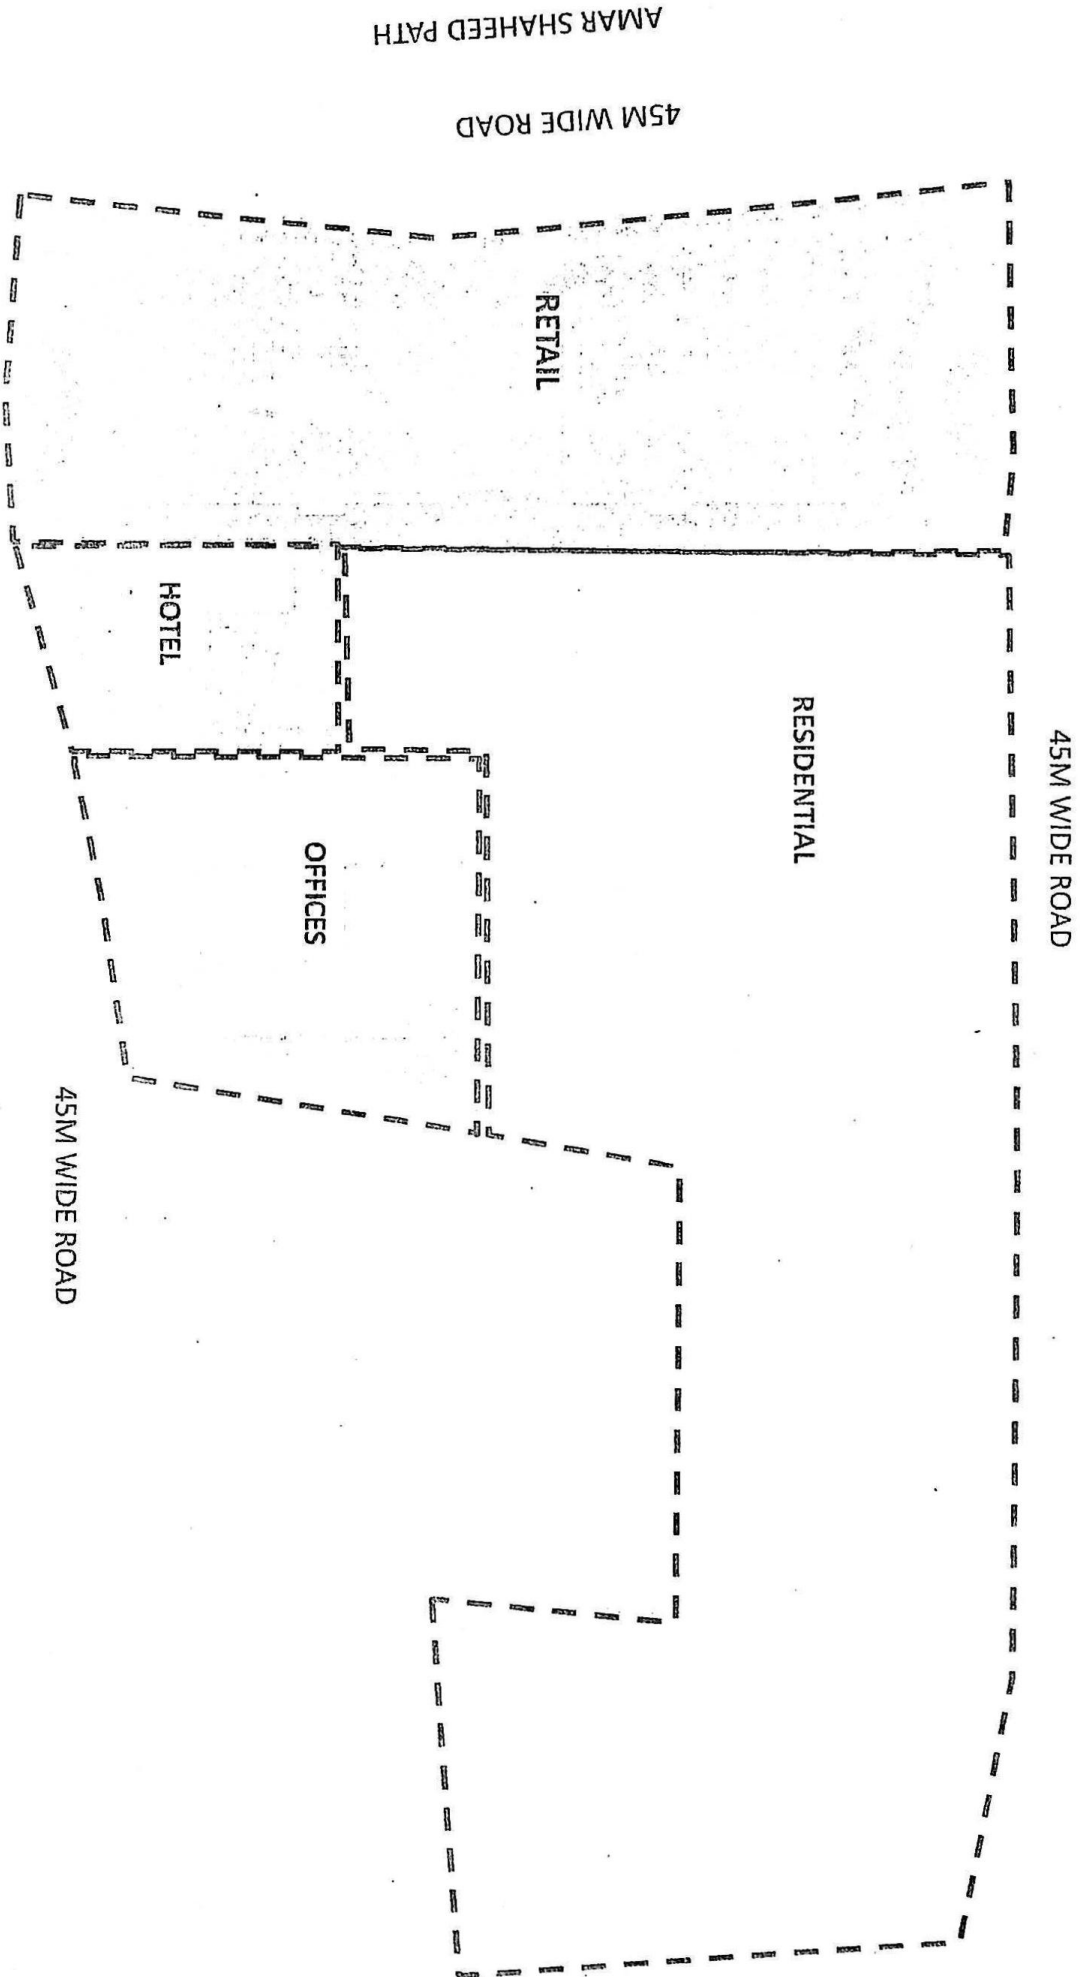 AMAR SHAHEED PATH
45M WIDE ROAD
RETAIL
HOTEL
RESIDENTIAL
45M WIDE ROAD
OFFICES
45M WIDE ROAD